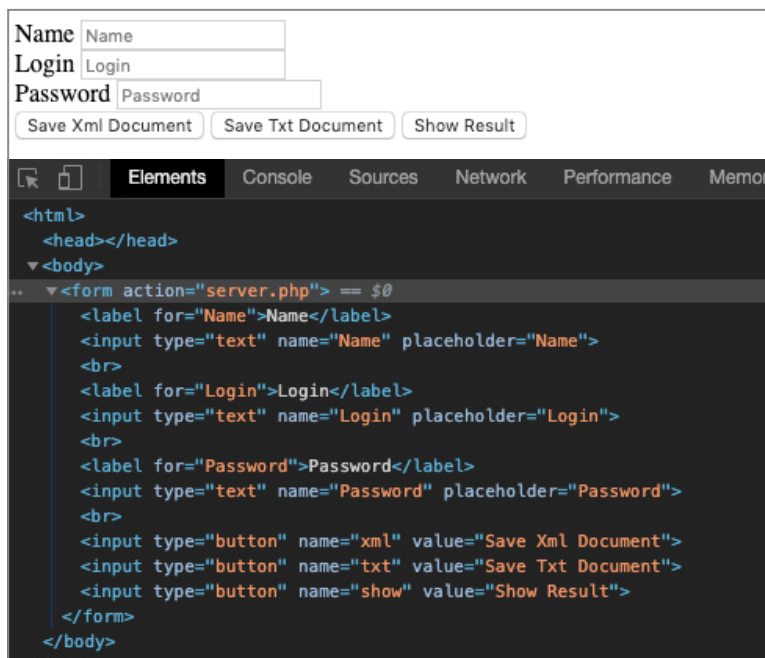 Name Name
Login Login
Password Password
Save Xml Document Save Txt Document Show Result
Elements Console Sources Network Performance Memor
<html>
<head></head>
▼<body>
.. ▼<form action="server.php"> == $0
<label for="Name">Name</label>
<input type="text" name="Name" placeholder="Name">
<br>
<label for="Login">Login</label>
<input type="text" name="Login" placeholder="Login">
<br>
<label for="Password">Password</label>
<input type="text" name="Password" placeholder="Password">
<br>
<input type="button" name="xml" value="Save Xml Document">
<input type="button" name="txt" value="Save Txt Document">
<input type="button" name="show" value="Show Result">
</form>
</body>